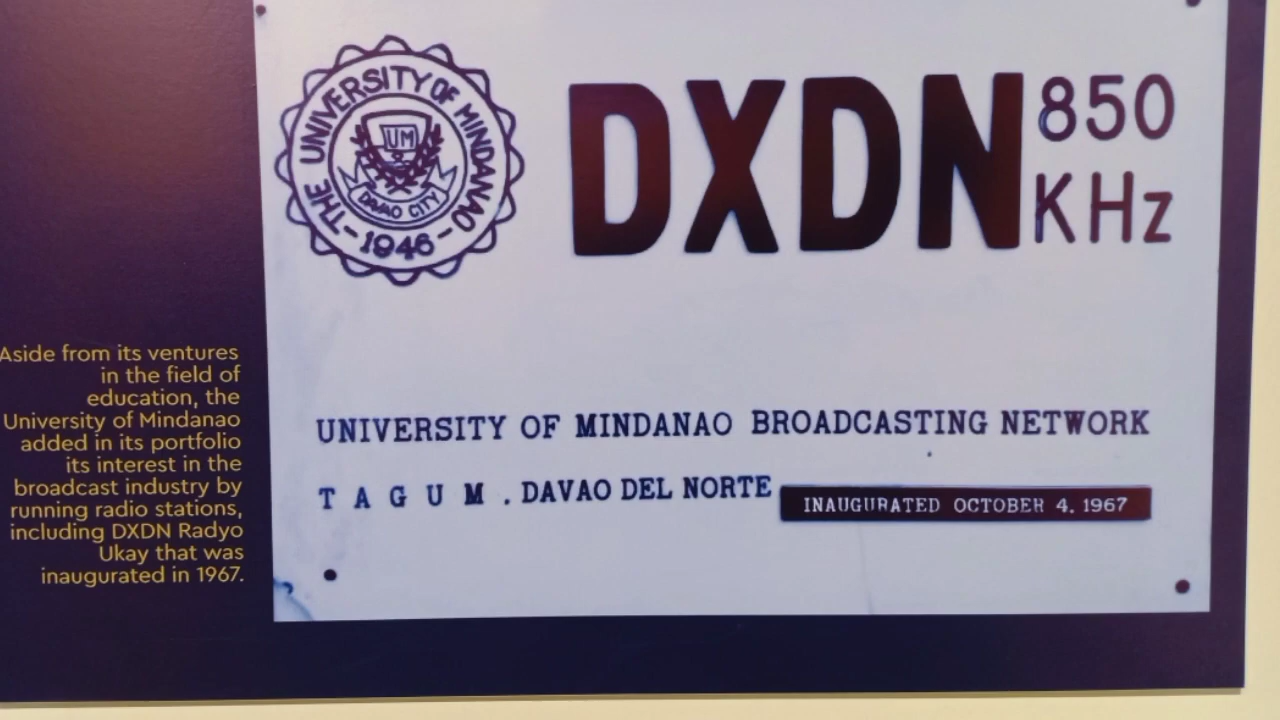 THE UNIVERSITY OF MINDANAO
UM
DAVAO CITY
- 1946 -
DXDN
850
KHz
UNIVERSITY OF MINDANAO BROADCASTING NETWORK
TAGUM. DAVAO DEL NORTE
INAUGURATED OCTOBER 4, 1967
Aside from its ventures
in the field of
education, the
University of Mindanao
added in its portfolio
its interest in the
broadcast industry by
running radio stations,
including DXDN Radyo
Ukay that was
inaugurated in 1967.